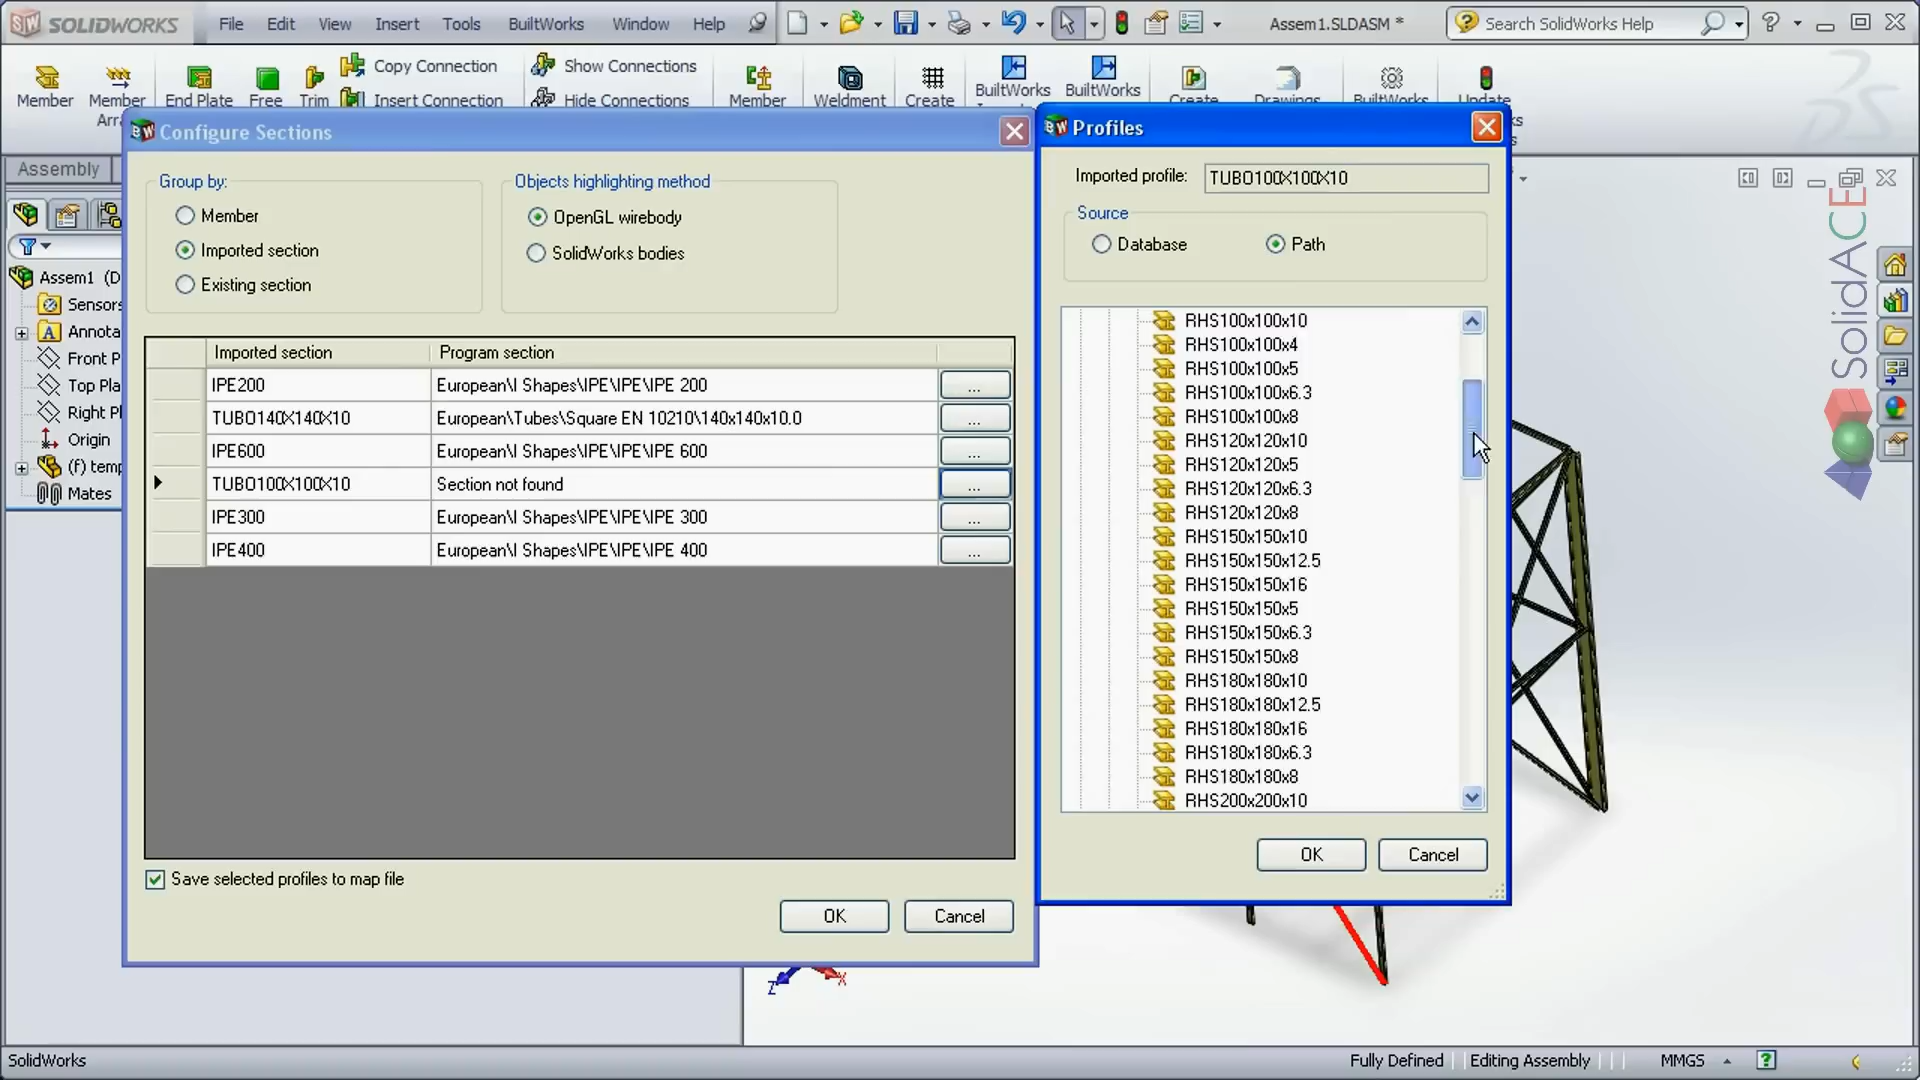 SOLIDWORKS File Edit View Insert Tools BuiltWorks Window Help Assem1.SLDASM * Search SolidWorks Help
Copy Connection Show Connections
Member Member End Plate Free Trim Insert Connection Hide Connections Member Weldment Create BuiltWorks BuiltWorks Create Drawings BuiltWorks Update
Assembly
Assem1 (D
Sensors
Annota
Front P
Top Pla
Right P
Origin
(f) temp
Mates
Configure Sections
Group by:
Member
Imported section
Existing section
Objects highlighting method
OpenGL wirebody
SolidWorks bodies
Imported section Program section
IPE200 European\I Shapes\IPE\IPE\IPE 200 ...
TUBO140X140X10 European\Tubes\Square EN 10210\140x140x10.0 ...
IPE600 European\I Shapes\IPE\IPE\IPE 600 ...
TUBO100X100X10 Section not found ...
IPE300 European\I Shapes\IPE\IPE\IPE 300 ...
IPE400 European\I Shapes\IPE\IPE\IPE 400 ...
Save selected profiles to map file
OK Cancel
Profiles
Imported profile: TUBO100X100X10
Source
Database Path
RHS100x100x10
RHS100x100x4
RHS100x100x5
RHS100x100x6.3
RHS100x100x8
RHS120x120x10
RHS120x120x5
RHS120x120x6.3
RHS120x120x8
RHS150x150x10
RHS150x150x12.5
RHS150x150x16
RHS150x150x5
RHS150x150x6.3
RHS150x150x8
RHS180x180x10
RHS180x180x12.5
RHS180x180x16
RHS180x180x6.3
RHS180x180x8
RHS200x200x10
OK Cancel
SolidACE
Z X
SolidWorks Fully Defined Editing Assembly MMGS